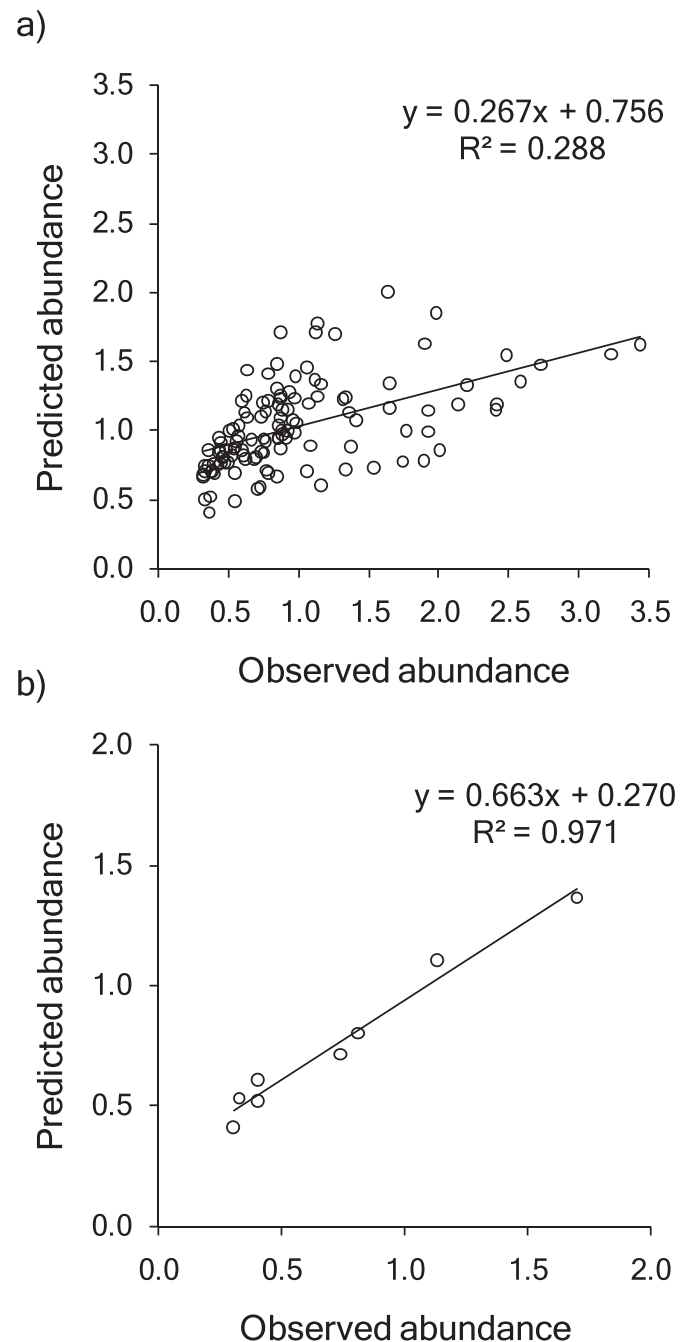 a)
y = 0.267x + 0.756
R² = 0.288
Predicted abundance
3.5
3.0
2.5
2.0
1.5
1.0
0.5
0.0
0.0 0.5 1.0 1.5 2.0 2.5 3.0 3.5
Observed abundance
b)
y = 0.663x + 0.270
R² = 0.971
Predicted abundance
2.0
1.5
1.0
0.5
0.0
0.0 0.5 1.0 1.5 2.0
Observed abundance